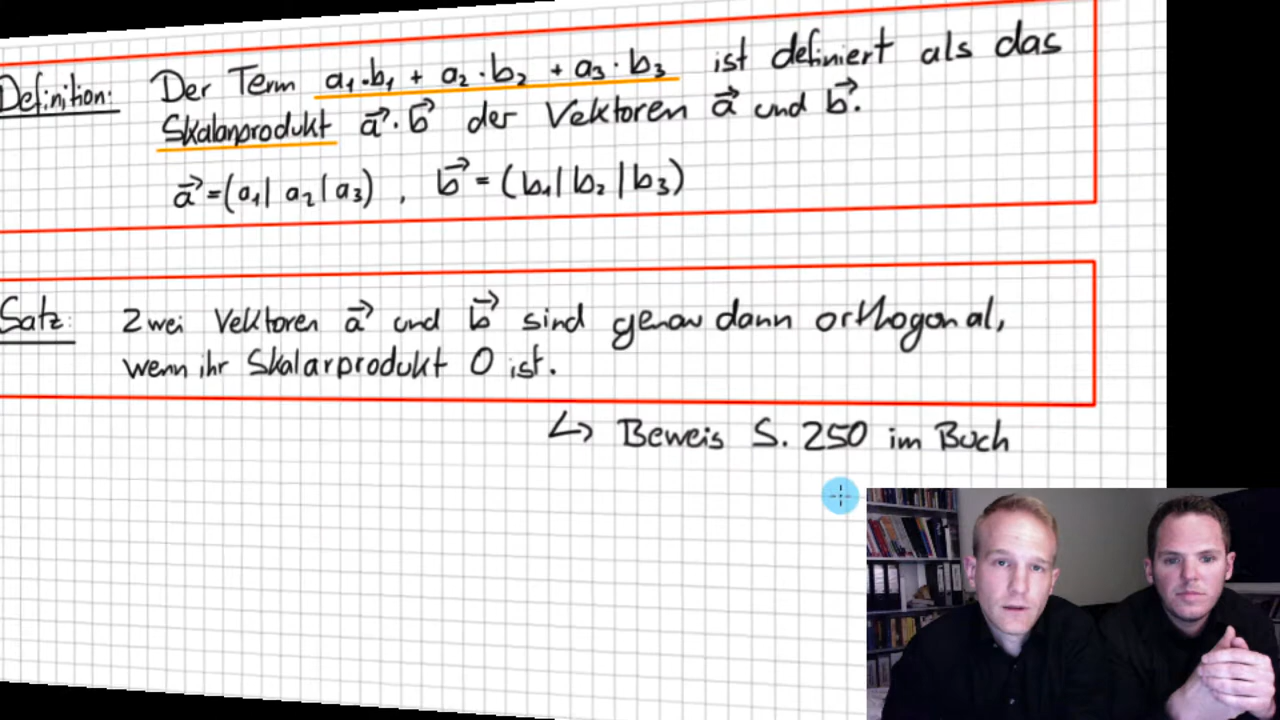 Definition: Der Term a₁·b₁ + a₂·b₂ + a₃·b₃ ist definiert als das
Skalarprodukt a⃗·b⃗ der Vektoren a⃗ und b⃗.
a⃗=(a₁|a₂|a₃), b⃗=(b₁|b₂|b₃)
Satz: Zwei Vektoren a⃗ und b⃗ sind genau dann orthogonal,
wenn ihr Skalarprodukt 0 ist.
↳ Beweis S. 250 im Buch